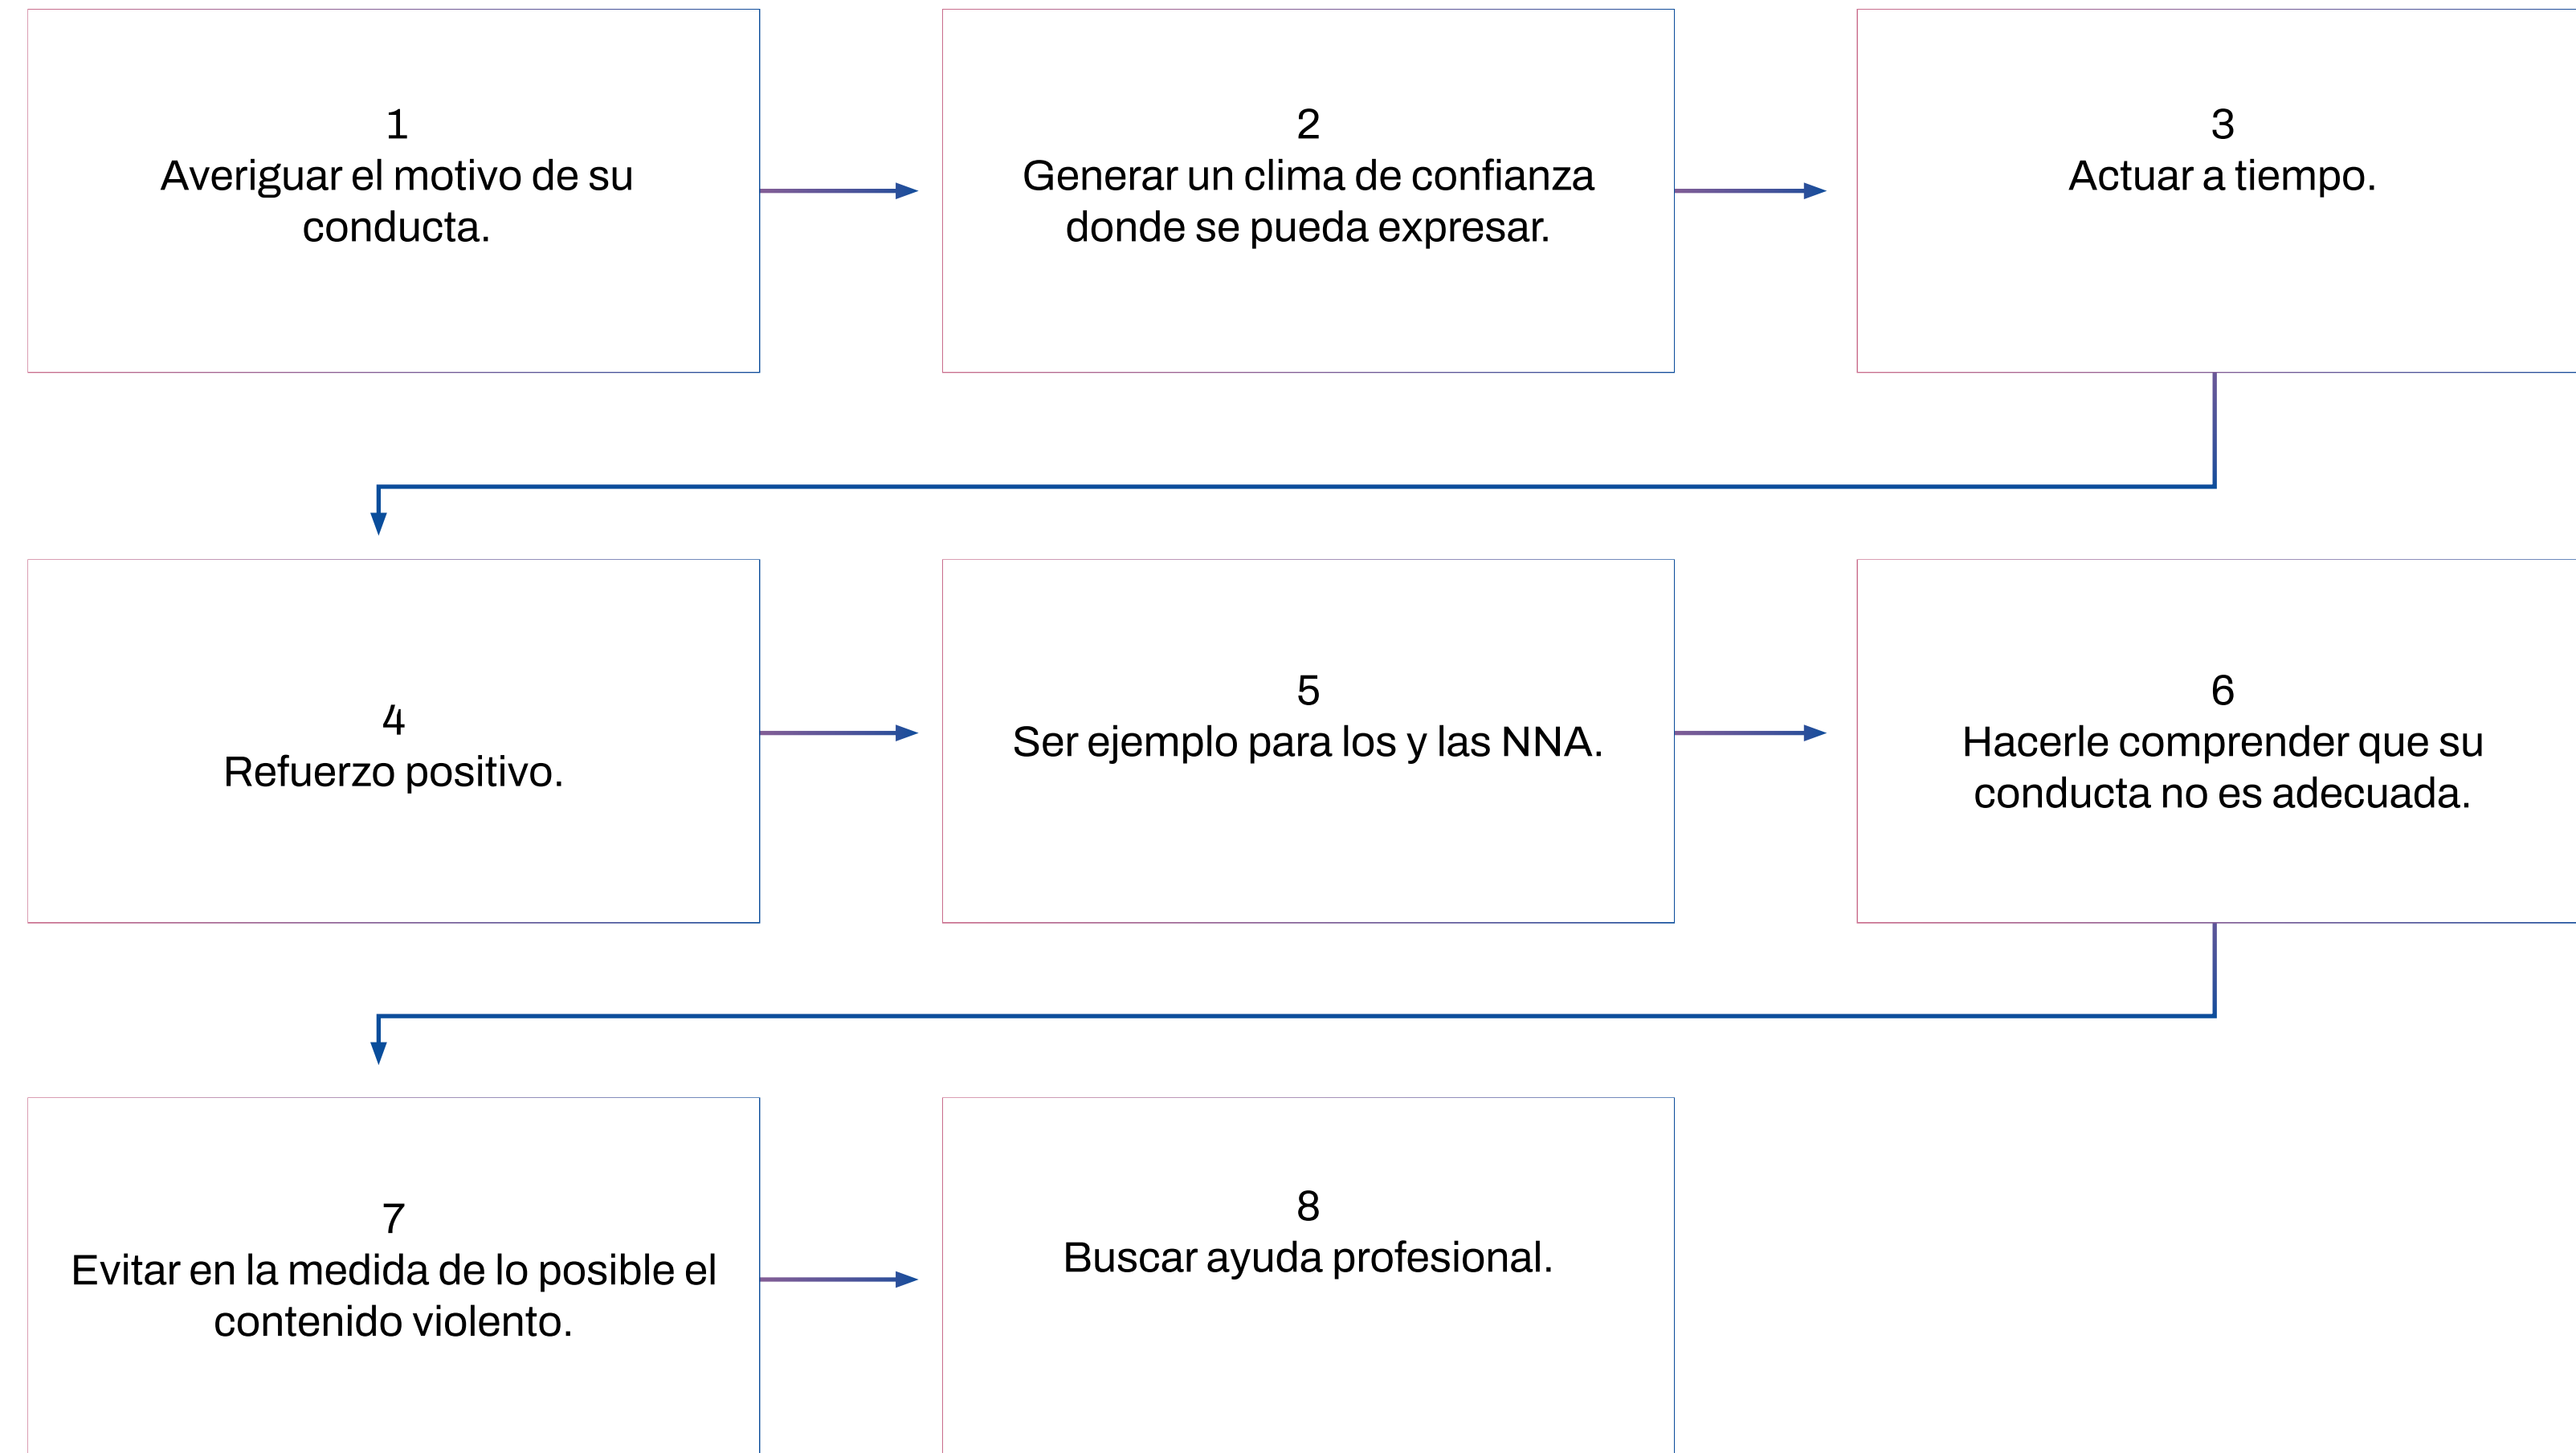 1
Averiguar el motivo de su
conducta.
2
Generar un clima de confianza
donde se pueda expresar.
3
Actuar a tiempo.
4
Refuerzo positivo.
5
Ser ejemplo para los y las NNA.
6
Hacerle comprender que su
conducta no es adecuada.
7
Evitar en la medida de lo posible el
contenido violento.
8
Buscar ayuda profesional.